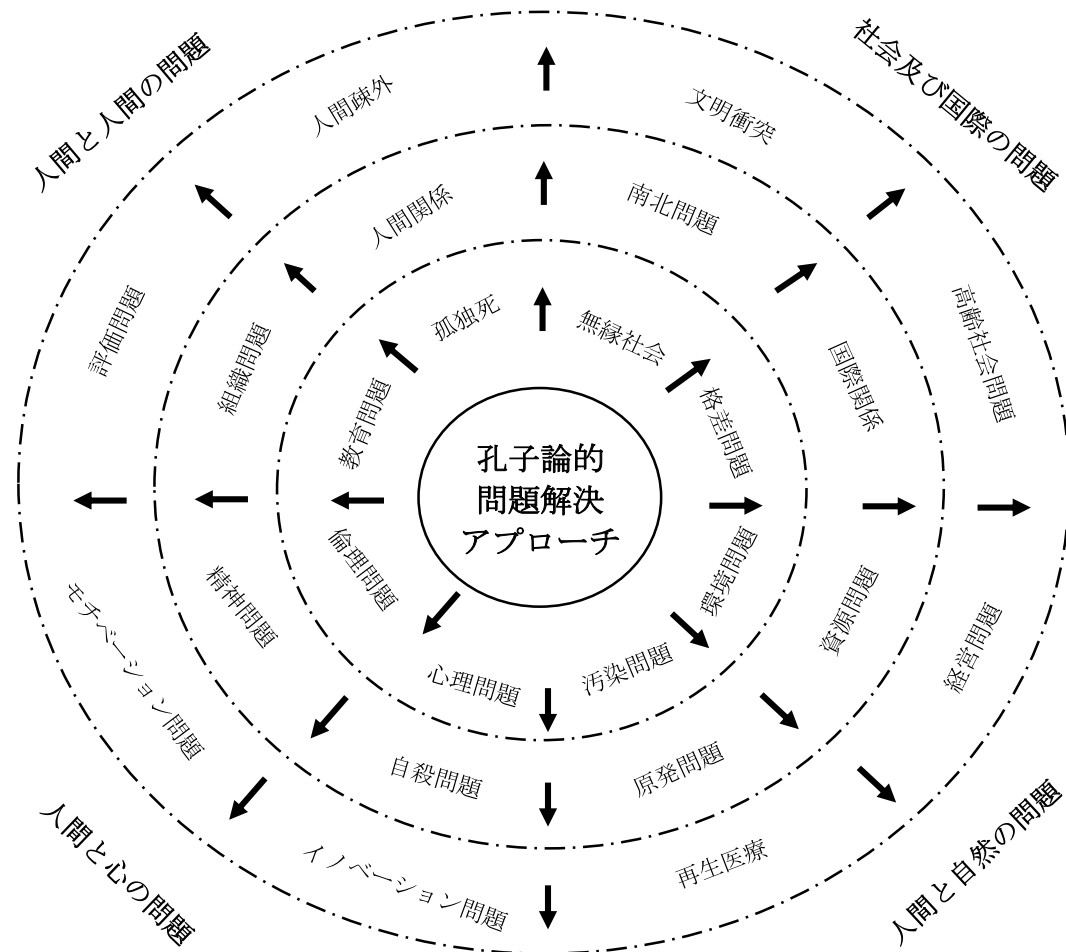 人間と人間の問題
社会及び国際の問題
人間疎外
文明衝突
人間関係
南北問題
孤独死
無縁社会
評価問題
組織問題
教育問題
格差問題
国際関係
高齢社会問題
孔子論的
問題解決
アプローチ
倫理問題
環境問題
精神問題
資源問題
モチベーション問題
経営問題
心理問題
汚染問題
自殺問題
原発問題
イノベーション問題
再生医療
人間と心の問題
人間と自然の問題